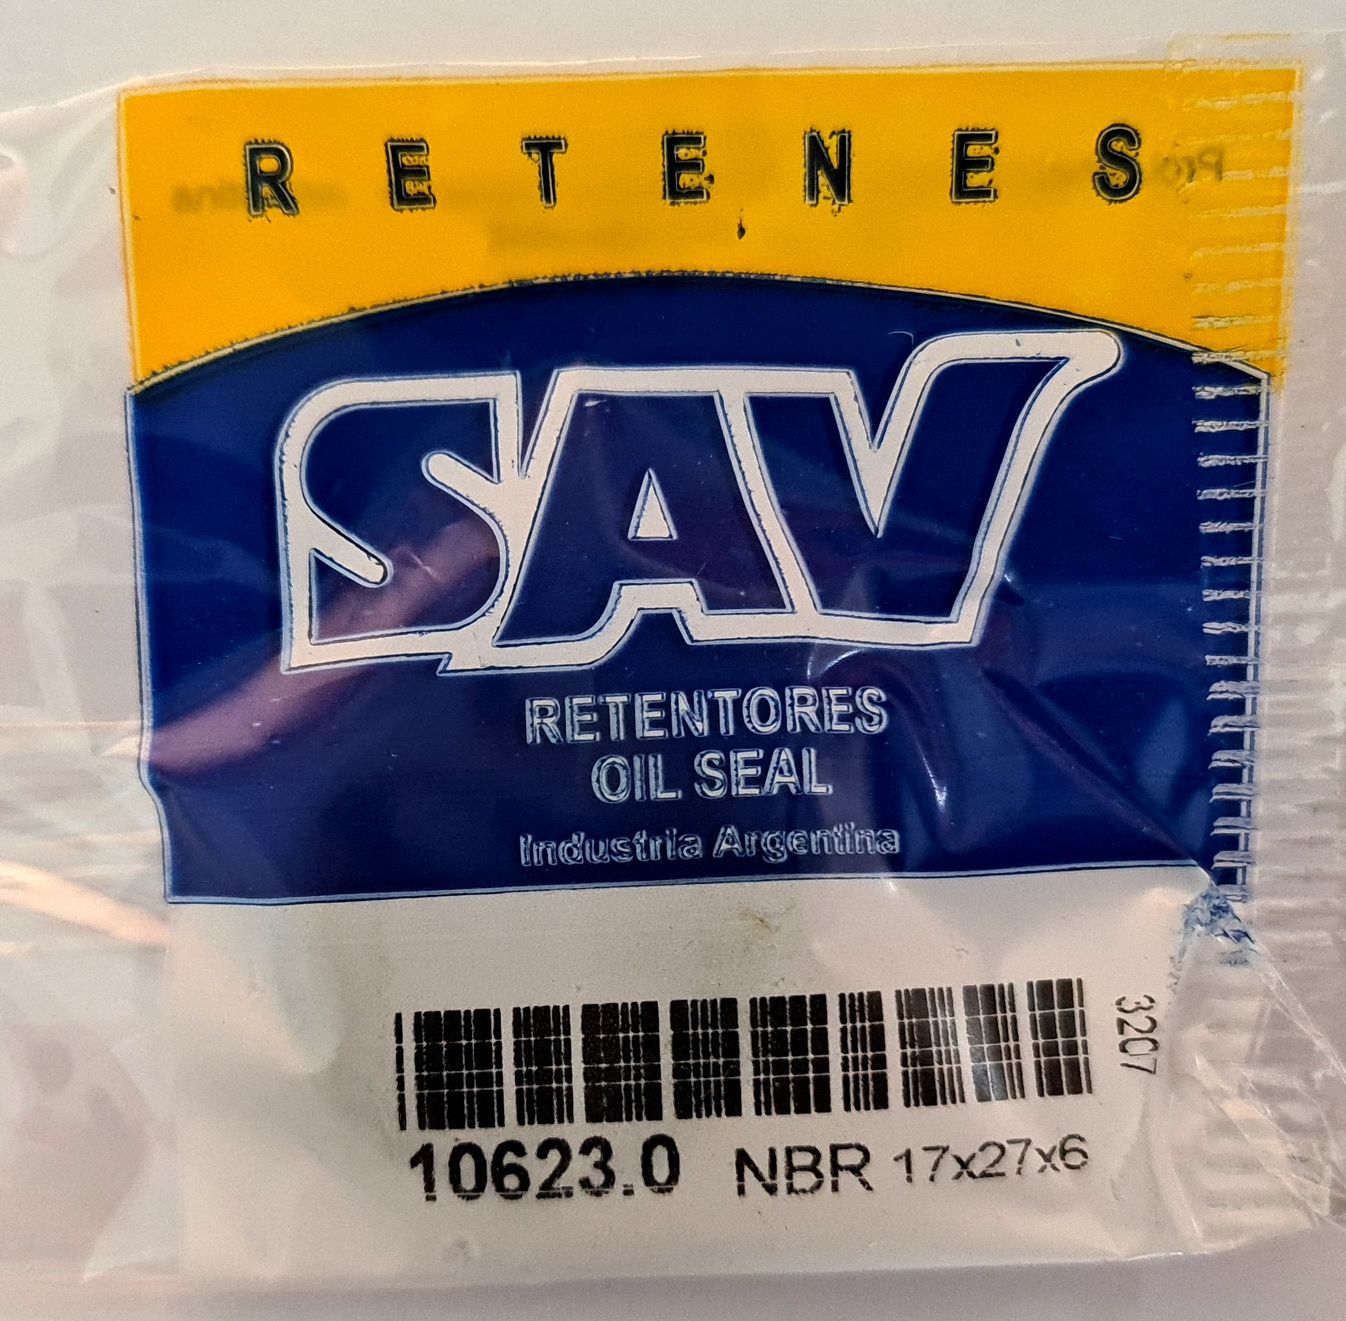 RETENES
SAV
RETENTORES
OIL SEAL
Industria Argentina
3207
10623.0 NBR 17x27x6